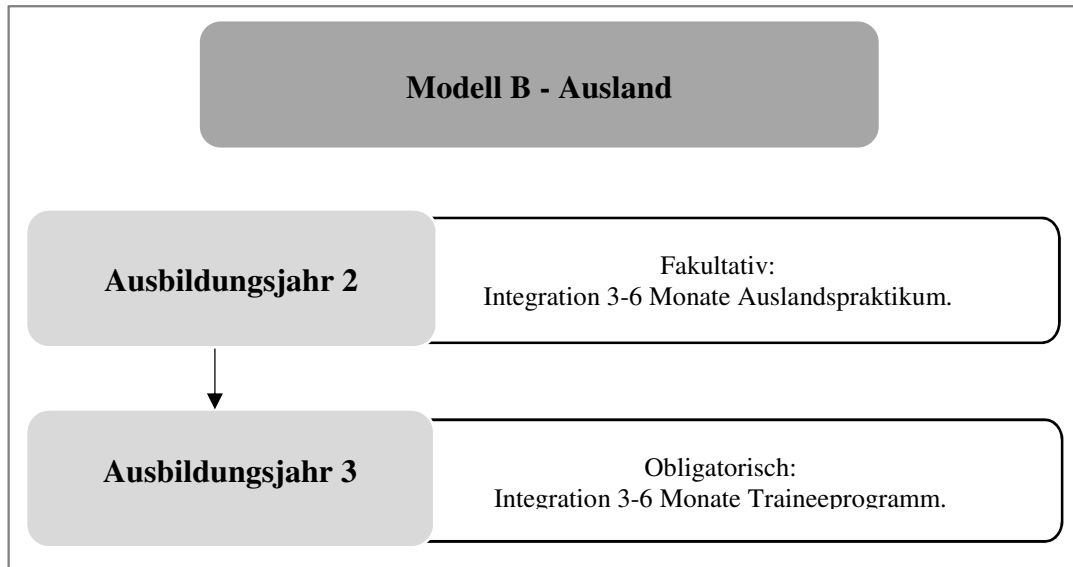 Modell B - Ausland
Ausbildungsjahr 2
Fakultativ:
Integration 3-6 Monate Auslandspraktikum.
Ausbildungsjahr 3
Obligatorisch:
Integration 3-6 Monate Traineeprogramm.